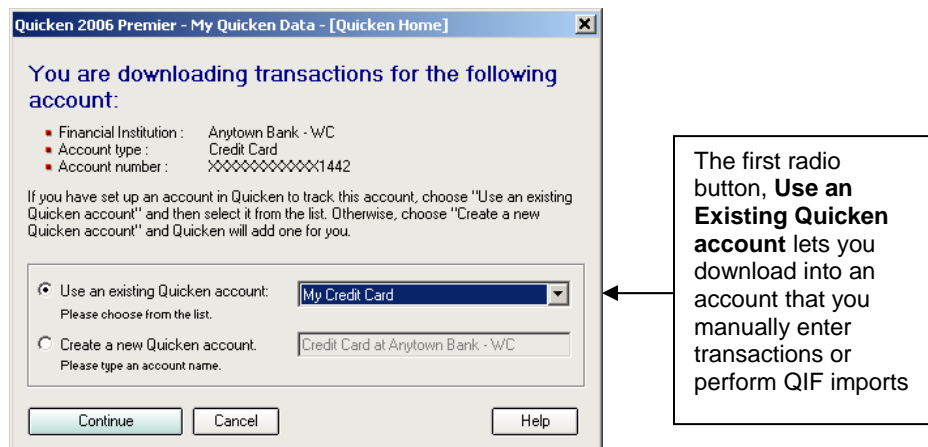 Quicken 2006 Premier - My Quicken Data - [Quicken Home]
You are downloading transactions for the following
account:
Financial Institution : Anytown Bank - WC
Account type : Credit Card
Account number : XXXXXXXXXXXX1442
If you have set up an account in Quicken to track this account, choose "Use an existing
Quicken account" and then select it from the list. Otherwise, choose "Create a new
Quicken account" and Quicken will add one for you.
Use an existing Quicken account: My Credit Card
Please choose from the list.
Create a new Quicken account. Credit Card at Anytown Bank - WC
Please type an account name.
Continue Cancel Help
The first radio
button, Use an
Existing Quicken
account lets you
download into an
account that you
manually enter
transactions or
perform QIF imports